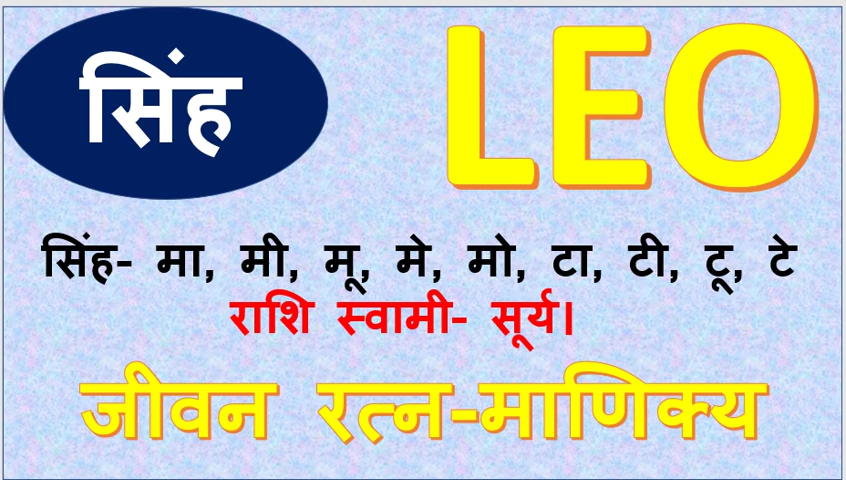 सिंह
LEO
सिंह- मा, मी, मू, मे, मो, टा, टी, टू, टे
राशि स्वामी- सूर्य।
जीवन रत्न-माणिक्य